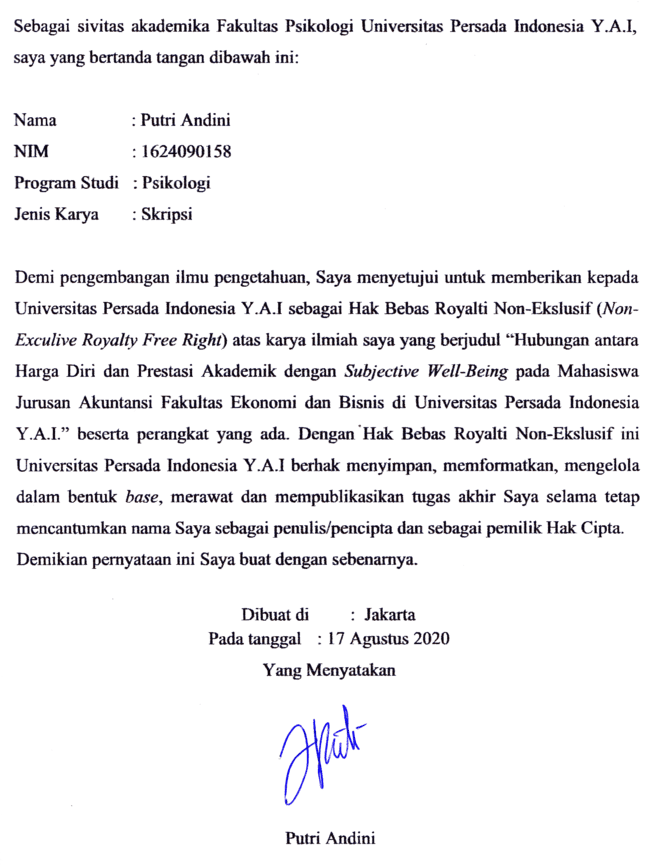 Sebagai sivitas akademika Fakultas Psikologi Universitas Persada Indonesia Y.A.I,
saya yang bertanda tangan dibawah ini:
Nama : Putri Andini
NIM : 1624090158
Program Studi : Psikologi
Jenis Karya : Skripsi
Demi pengembangan ilmu pengetahuan, Saya menyetujui untuk memberikan kepada
Universitas Persada Indonesia Y.A.I sebagai Hak Bebas Royalti Non-Ekslusif (Non-
Exculive Royalty Free Right) atas karya ilmiah saya yang berjudul “Hubungan antara
Harga Diri dan Prestasi Akademik dengan Subjective Well-Being pada Mahasiswa
Jurusan Akuntansi Fakultas Ekonomi dan Bisnis di Universitas Persada Indonesia
Y.A.I.” beserta perangkat yang ada. Dengan Hak Bebas Royalti Non-Ekslusif ini
Universitas Persada Indonesia Y.A.I berhak menyimpan, memformatkan, mengelola
dalam bentuk base, merawat dan mempublikasikan tugas akhir Saya selama tetap
mencantumkan nama Saya sebagai penulis/pencipta dan sebagai pemilik Hak Cipta.
Demikian pernyataan ini Saya buat dengan sebenarnya.
Dibuat di : Jakarta
Pada tanggal : 17 Agustus 2020
Yang Menyatakan
Putri Andini